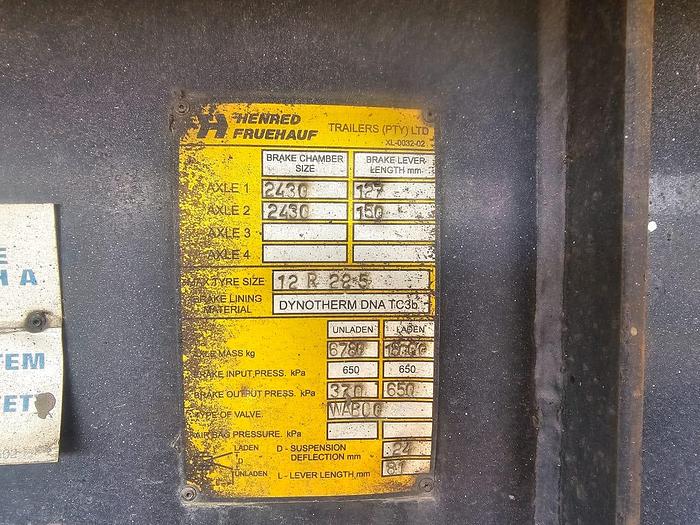 HENRED
FRUEHAUF
TRAILERS (PTY) LTD
XL-0032-02
BRAKE CHAMBER SIZE BRAKE LEVER LENGTH mm
AXLE 1 2430 127
AXLE 2 2430 150
AXLE 3
AXLE 4
MAX TYRE SIZE 12 R 22.5
BRAKE LINING MATERIAL DYNOTHERM DNA TC3b
UNLADEN LADEN
AXLE MASS kg 6780
BRAKE INPUT PRESS. kPa 650 650
BRAKE OUTPUT PRESS. kPa 370 650
TYPE OF VALVE. WABCO
AIR BAG PRESSURE. kPa
LADEN D - SUSPENSION DEFLECTION mm 24
D
UNLADEN L - LEVER LENGTH mm 81
E
H A
TEM
ET